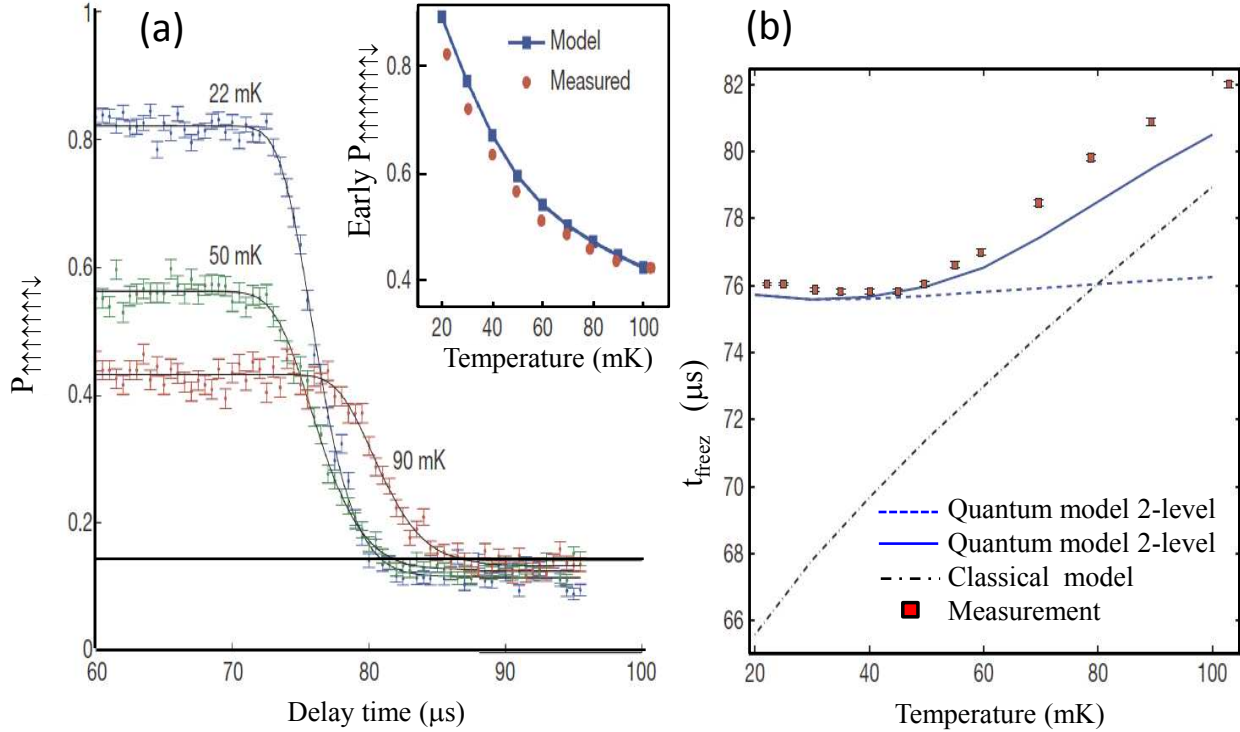 (a)
1
0.8
0.6
0.4
0.2
0
P↑↑↑↑↑↑↑↓
22 mK
50 mK
90 mK
60
70
80
90
100
Delay time (μs)
Early P↑↑↑↑↑↑↑↓
0.8
0.6
0.4
Model
Measured
20
40
60
80
100
Temperature (mK)
(b)
82
80
78
76
74
72
70
68
66
t_freez (μs)
Quantum model 2-level
Quantum model 2-level
Classical model
Measurement
20
40
60
80
100
Temperature (mK)